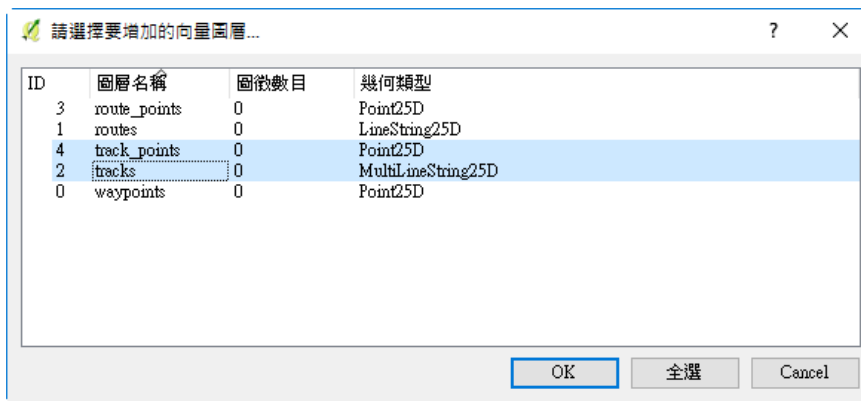 請選擇要增加的向量圖層... ? ×
ID 圖層名稱 圖徵數目 幾何類型
3 route_points 0 Point25D
1 routes 0 LineString25D
4 track_points 0 Point25D
2 tracks 0 MultiLineString25D
0 waypoints 0 Point25D
OK 全選 Cancel